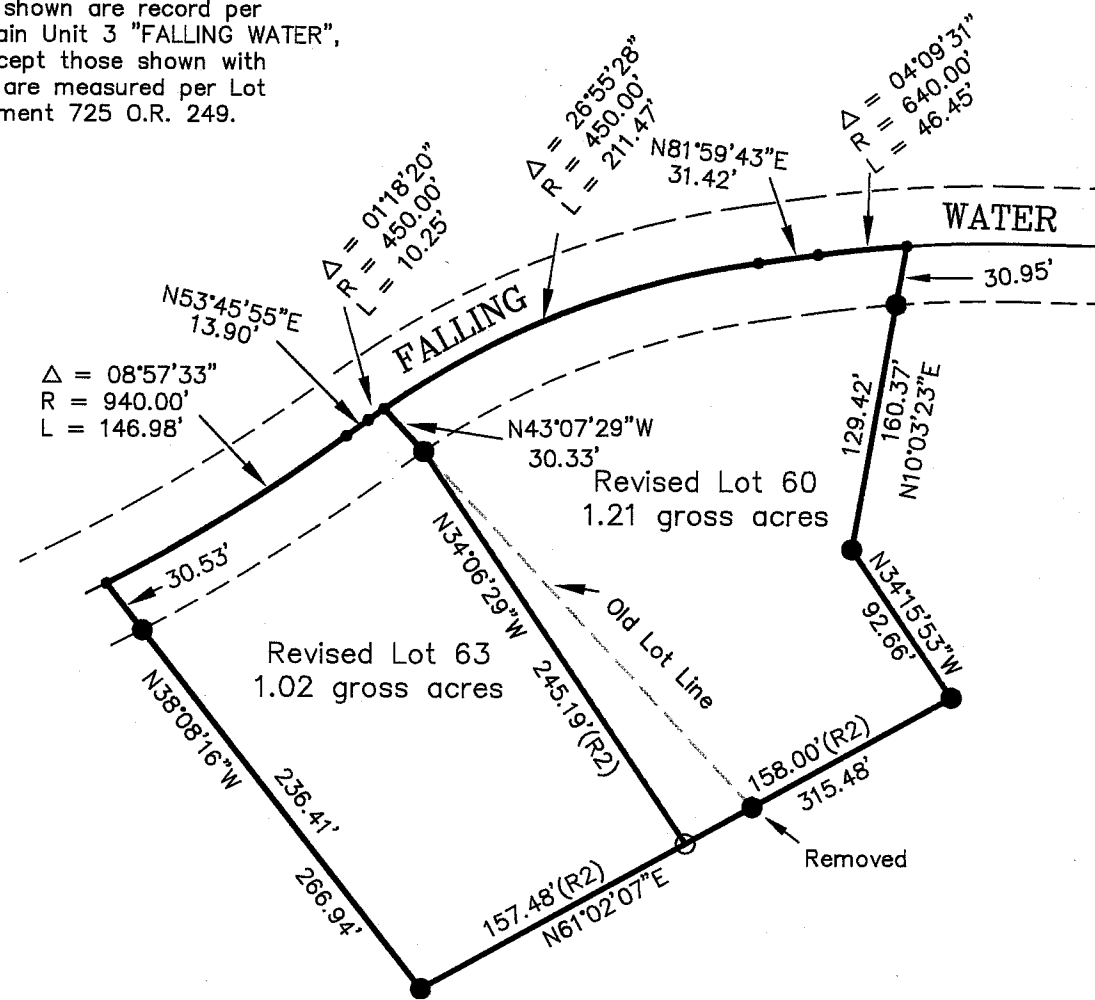 shown are record per
ain Unit 3 "FALLING WATER",
cept those shown with
are measured per Lot
ment 725 O.R. 249.
Δ = 04°09'31"
R = 640.00'
L = 46.45'
Δ = 26°55'28"
R = 450.00'
L = 211.47'
N81°59'43"E
31.42'
Δ = 01°18'20"
R = 450.00'
L = 10.25'
WATER
30.95'
N53°45'55"E
13.90'
FALLING
Δ = 08°57'33"
R = 940.00'
L = 146.98'
N43°07'29"W
30.33'
129.42'
160.37'
N10°03'23"E
Revised Lot 60
1.21 gross acres
30.53'
N34°06'29"W 245.19'(R2)
Old Lot Line
N34°15'53"W
92.66'
Revised Lot 63
1.02 gross acres
N38°08'16"W
236.41'
266.94'
158.00'(R2)
315.48'
Removed
157.48'(R2)
N61°02'07"E